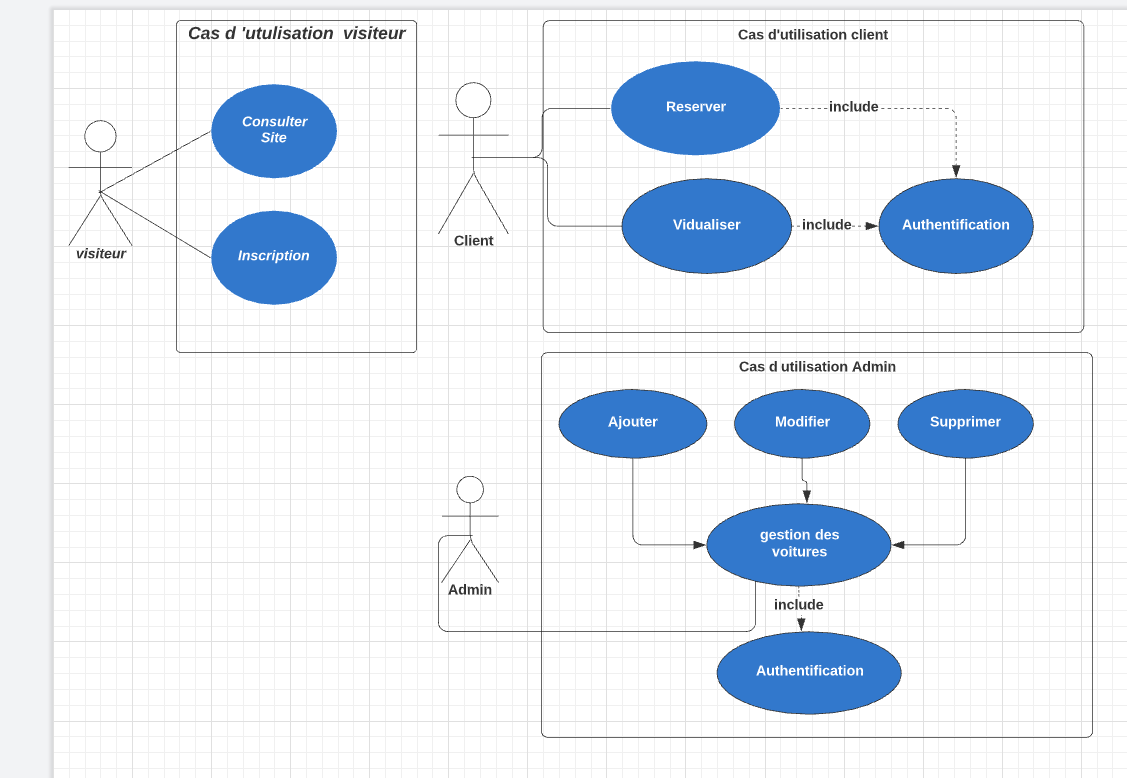 Cas d 'utulisation  visiteur
Consulter
Site
Inscription
visiteur
Cas d'utilisation client
Reserver
include
Vidualiser
include
Authentification
Client
Cas d utilisation Admin
Ajouter
Modifier
Supprimer
gestion des
voitures
Admin
include
Authentification